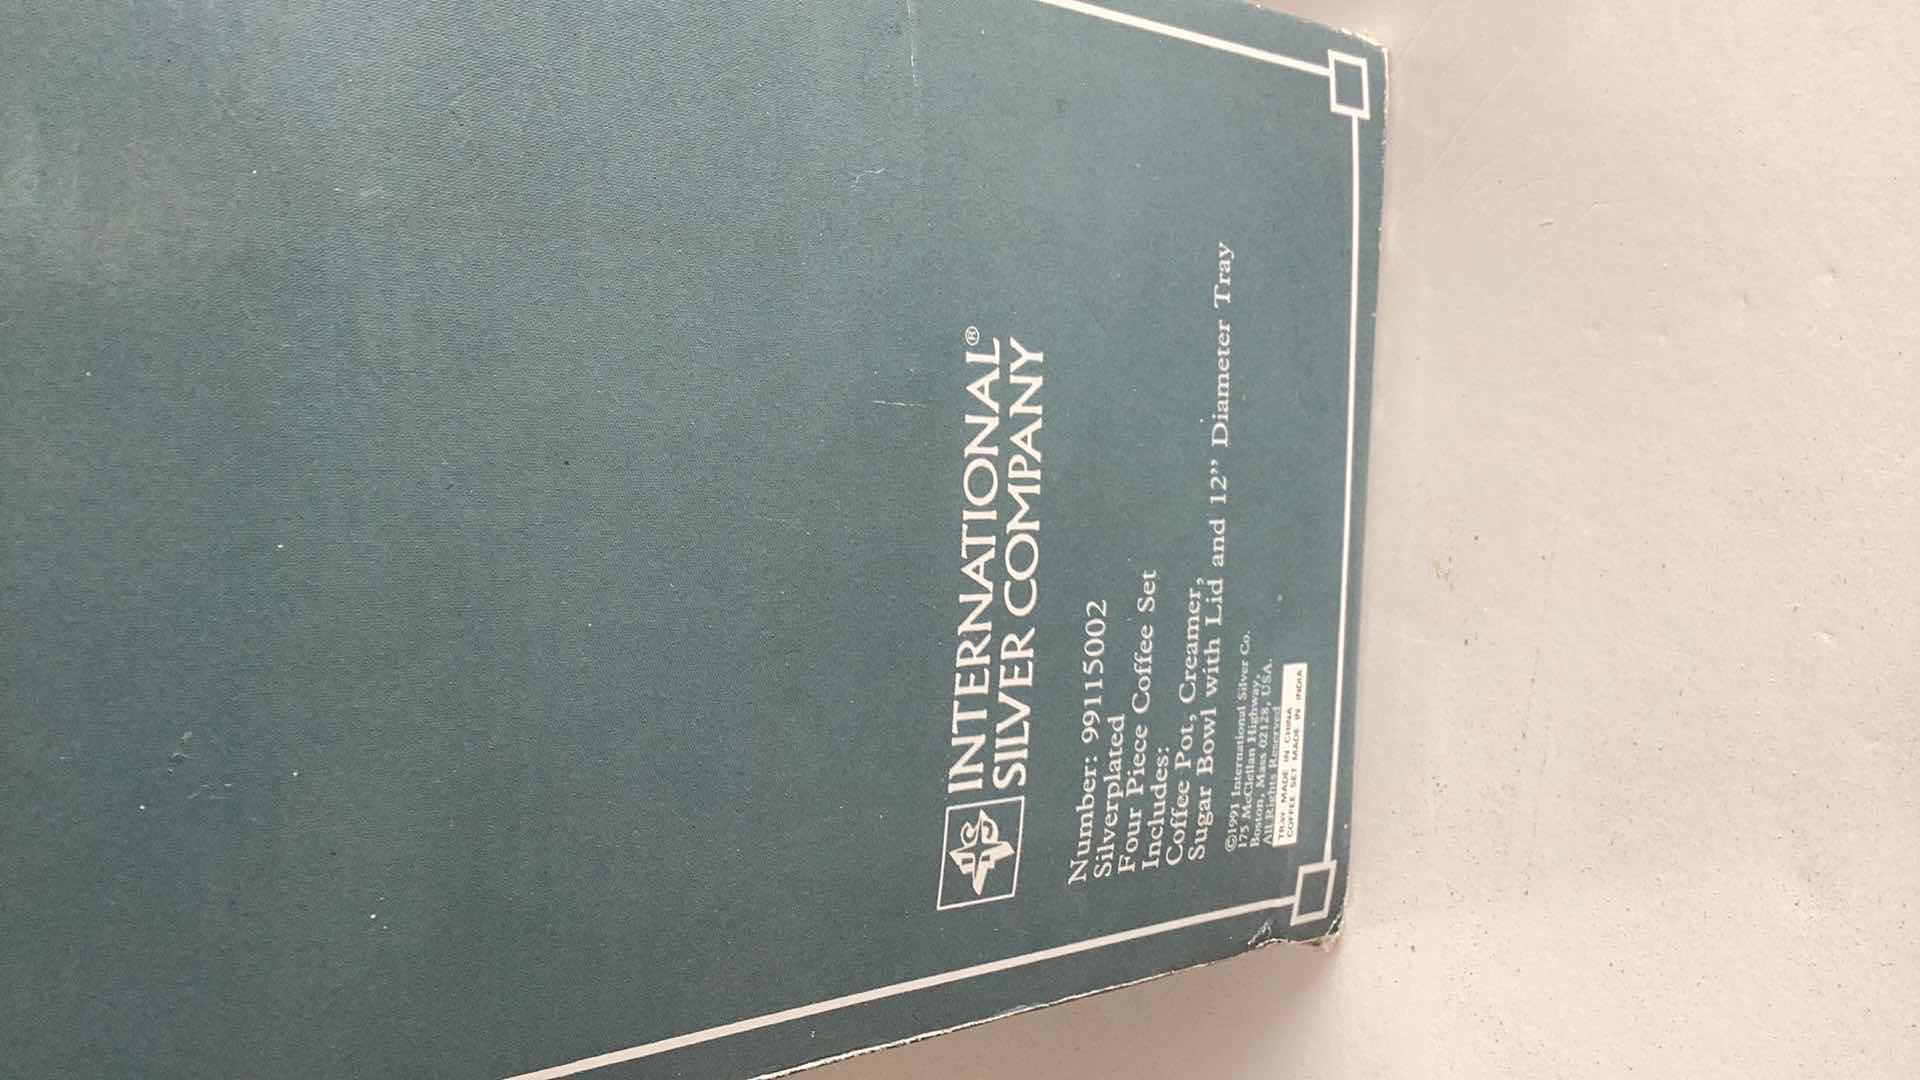 INTERNATIONAL®
SILVER COMPANY
Number: 99115002
Silverplated
Four Piece Coffee Set
Includes:
Coffee Pot, Creamer,
Sugar Bowl with Lid and 12” Diameter Tray
©1991 International Silver Co.
175 McClellan Highway,
Boston, Mass 02128, USA.
All Rights Reserved
TRAY MADE IN CHINA
COFFEE SET MADE IN INDIA